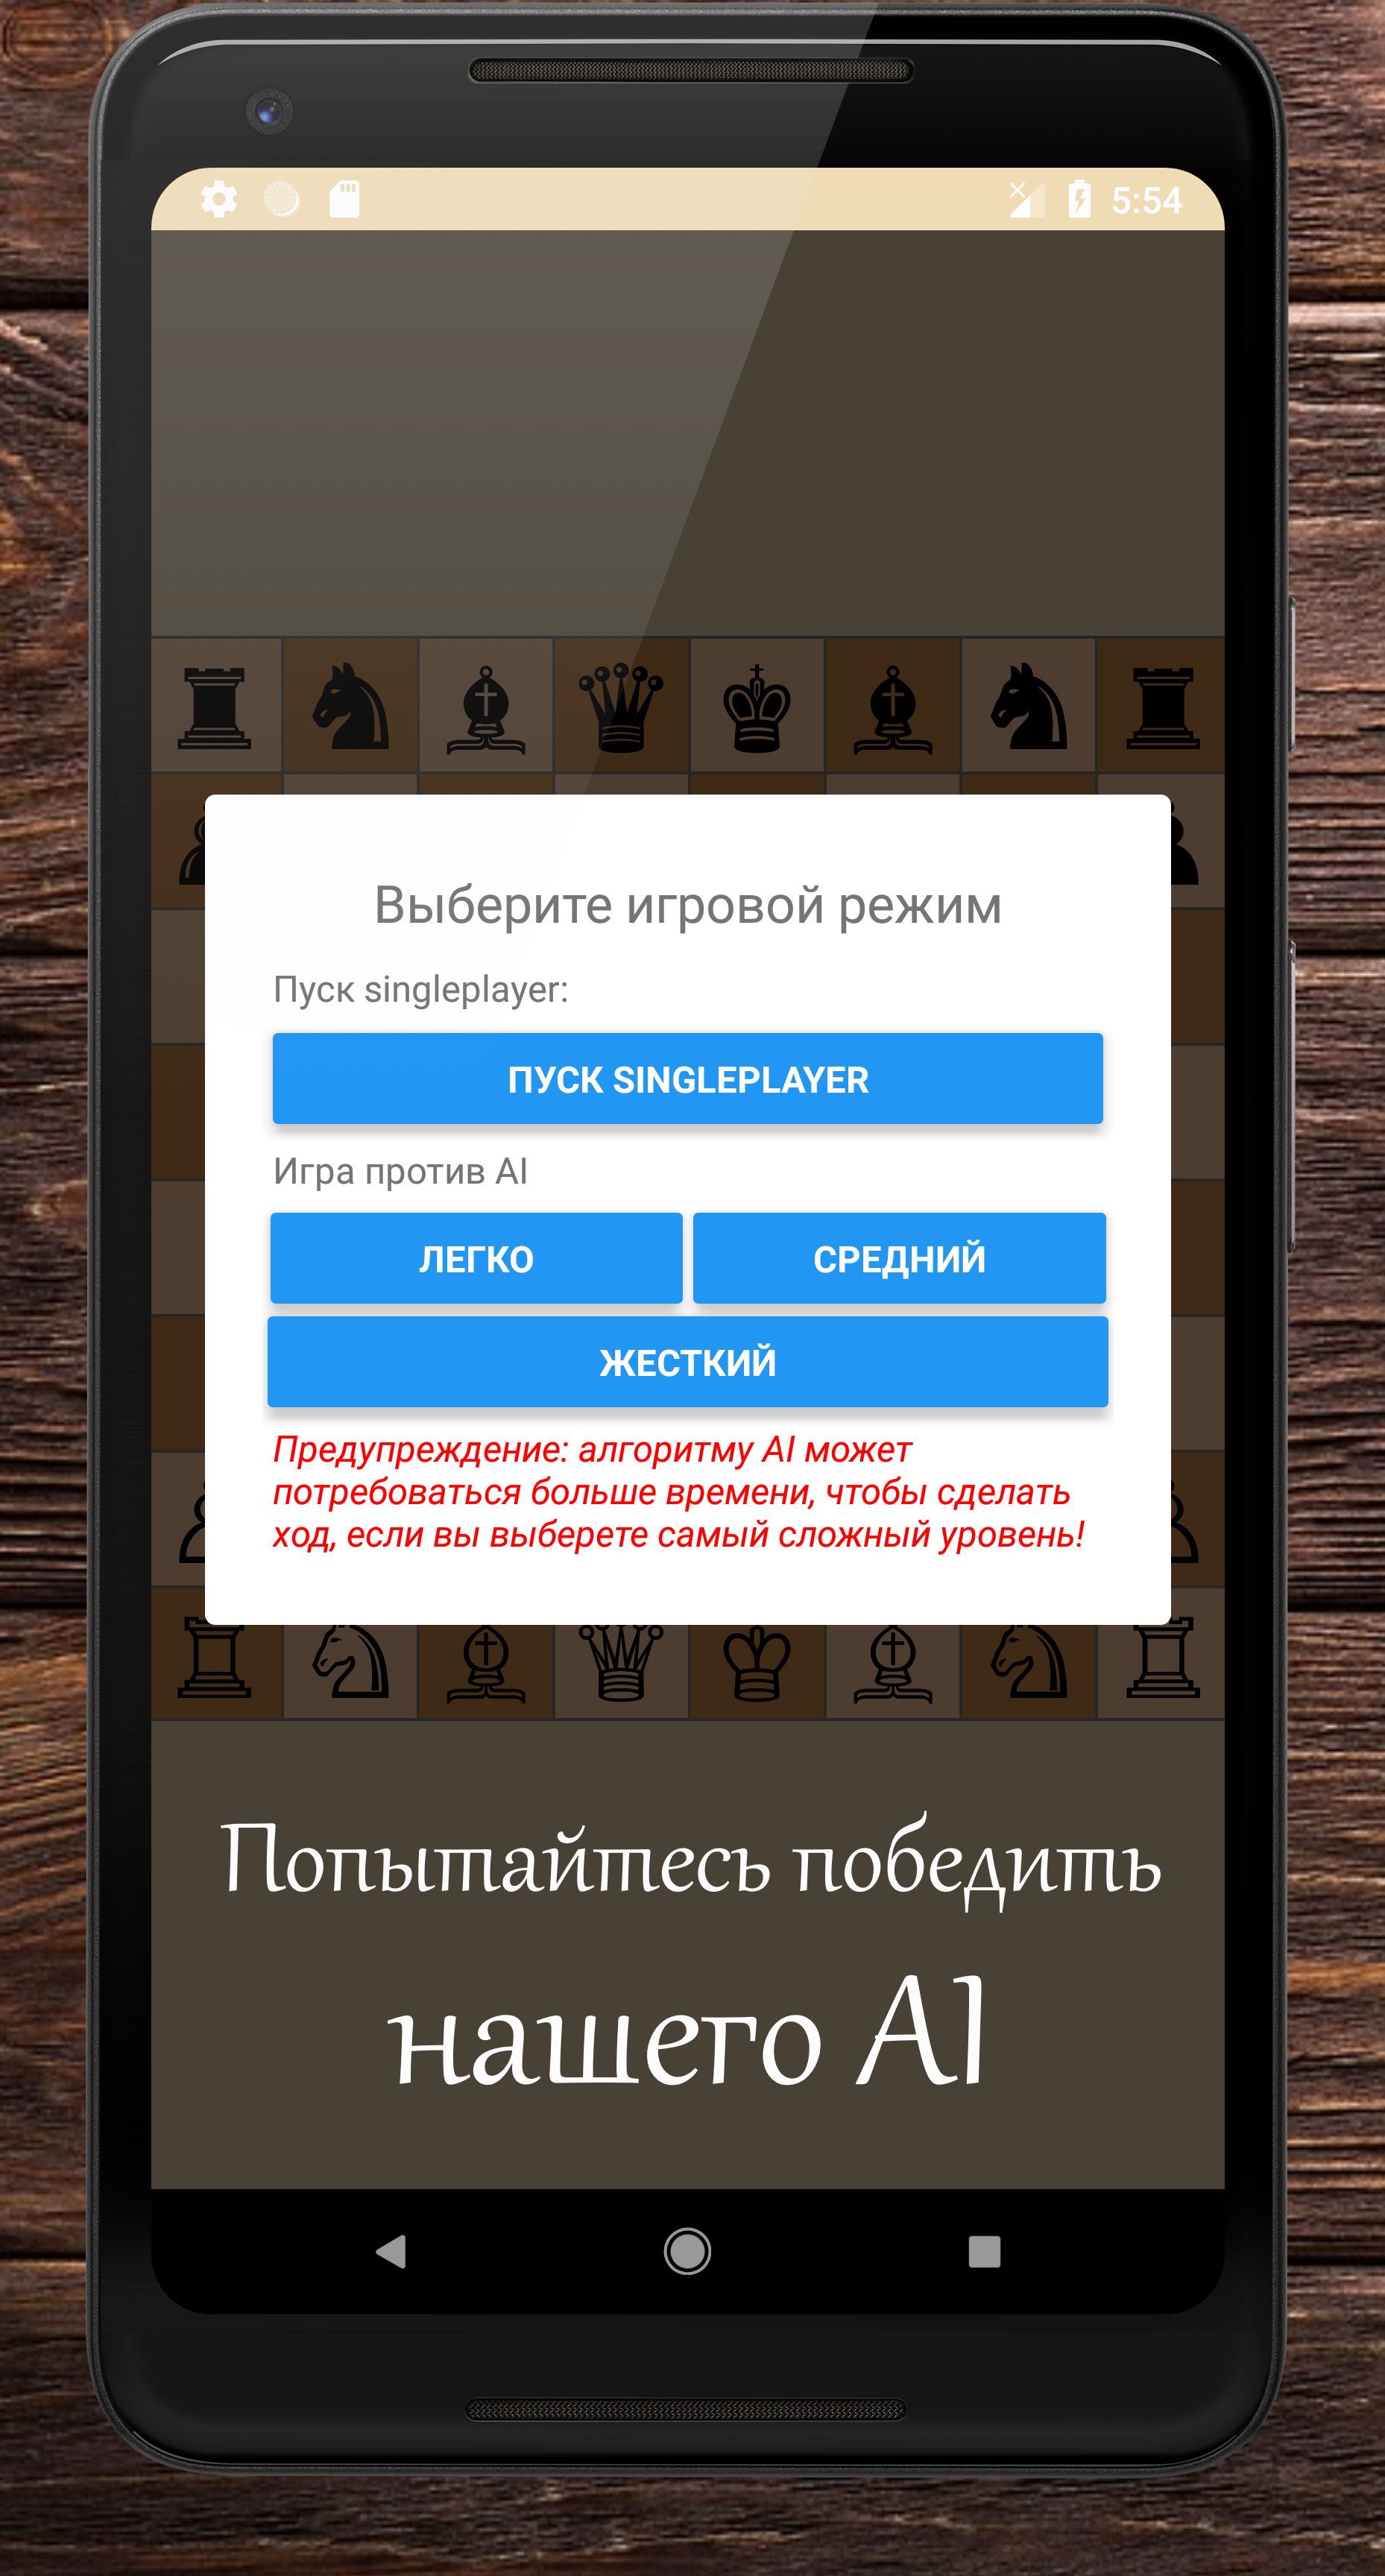 5:54
Выберите игровой режим
Пуск singleplayer:
ПУСК SINGLEPLAYER
Игра против AI
ЛЕГКО
СРЕДНИЙ
ЖЕСТКИЙ
Предупреждение: алгоритму AI может
потребоваться больше времени, чтобы сделать
ход, если вы выберете самый сложный уровень!
Попытайтесь победить
нашего AI